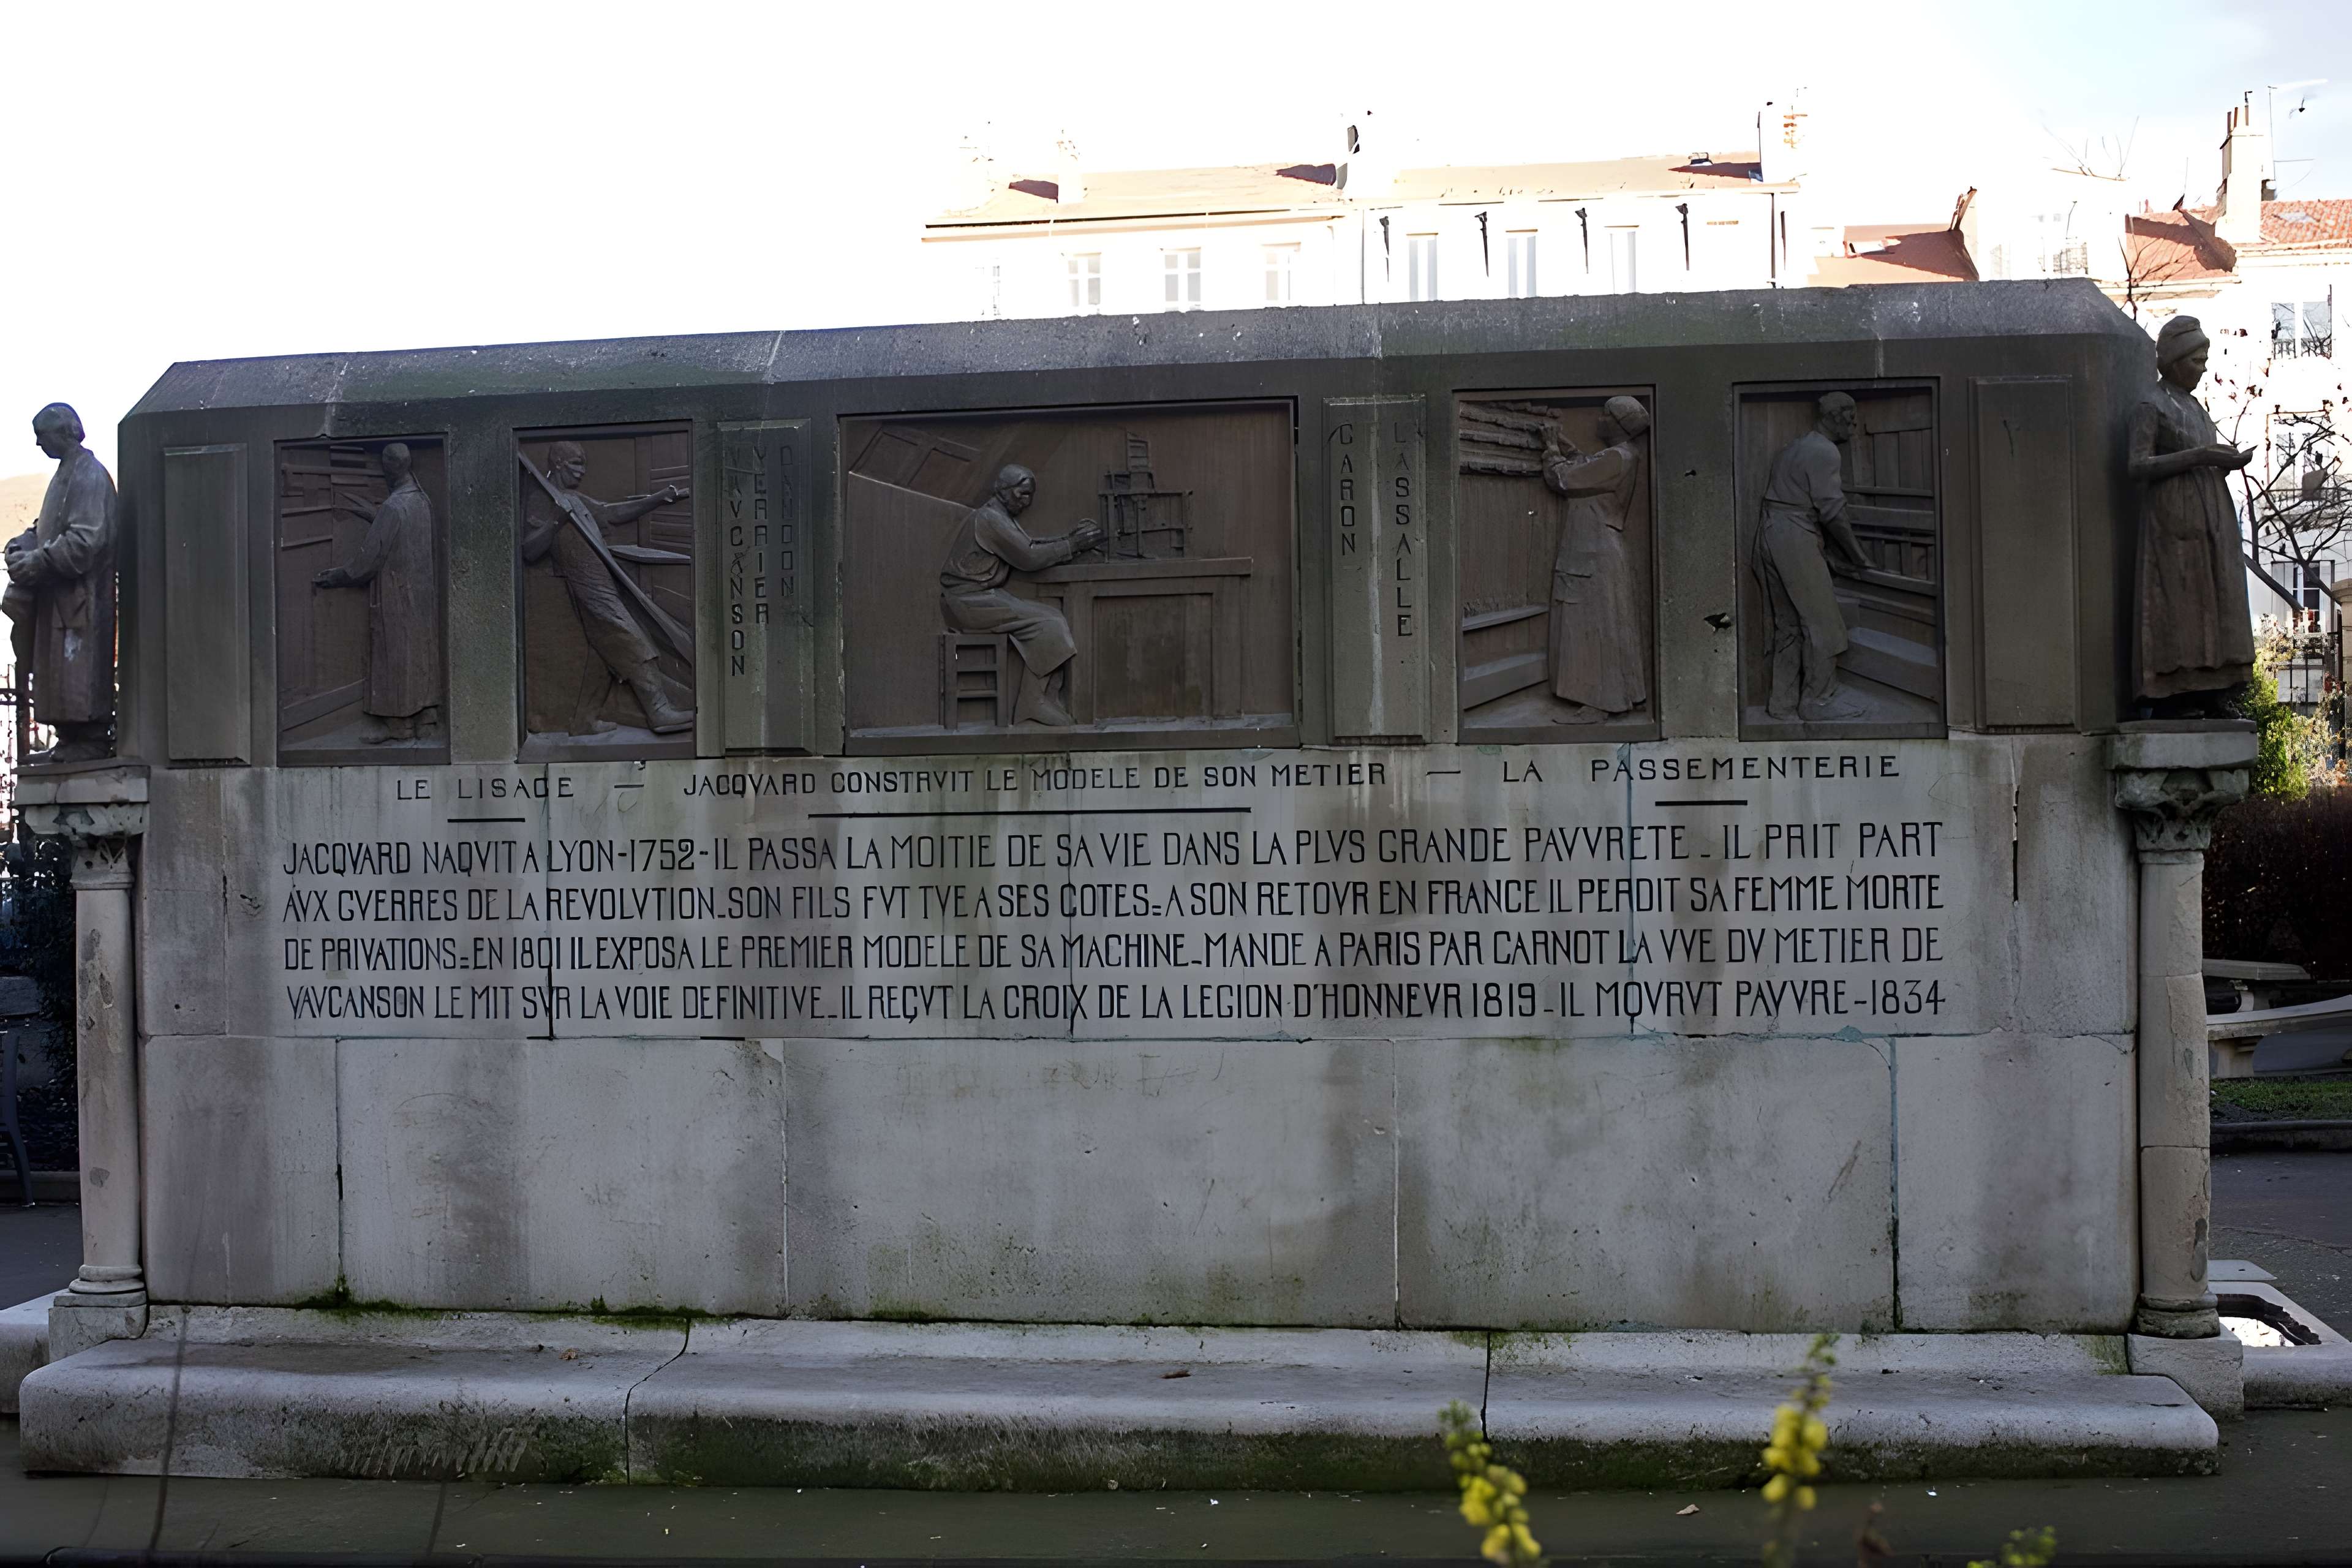 VAVCANSON
VERRIER
DANDON
CARON
LASSALLE
LE LISAGE — JACQVARD CONSTRVIT LE MODELE DE SON METIER — LA PASSEMENTERIE
JACQVARD NAQVIT A LYON-1752-IL PASSA LA MOITIE DE SA VIE DANS LA PLVS GRANDE PAVVRETE - IL PRIT PART
AVX GVERRES DE LA REVOLVTION-SON FILS FVT TVE A SES COTES=A SON RETOVR EN FRANCE IL PERDIT SA FEMME MORTE
DE PRIVATIONS=EN 1801 IL EXPOSA LE PREMIER MODELE DE SA MACHINE-MANDE A PARIS PAR CARNOT LA VVE DV METIER DE
VAVCANSON LE MIT SVR LA VOIE DEFINITIVE-IL REÇVT LA CROIX DE LA LEGION D'HONNEVR 1819-IL MOVRVT PAVVRE-1834